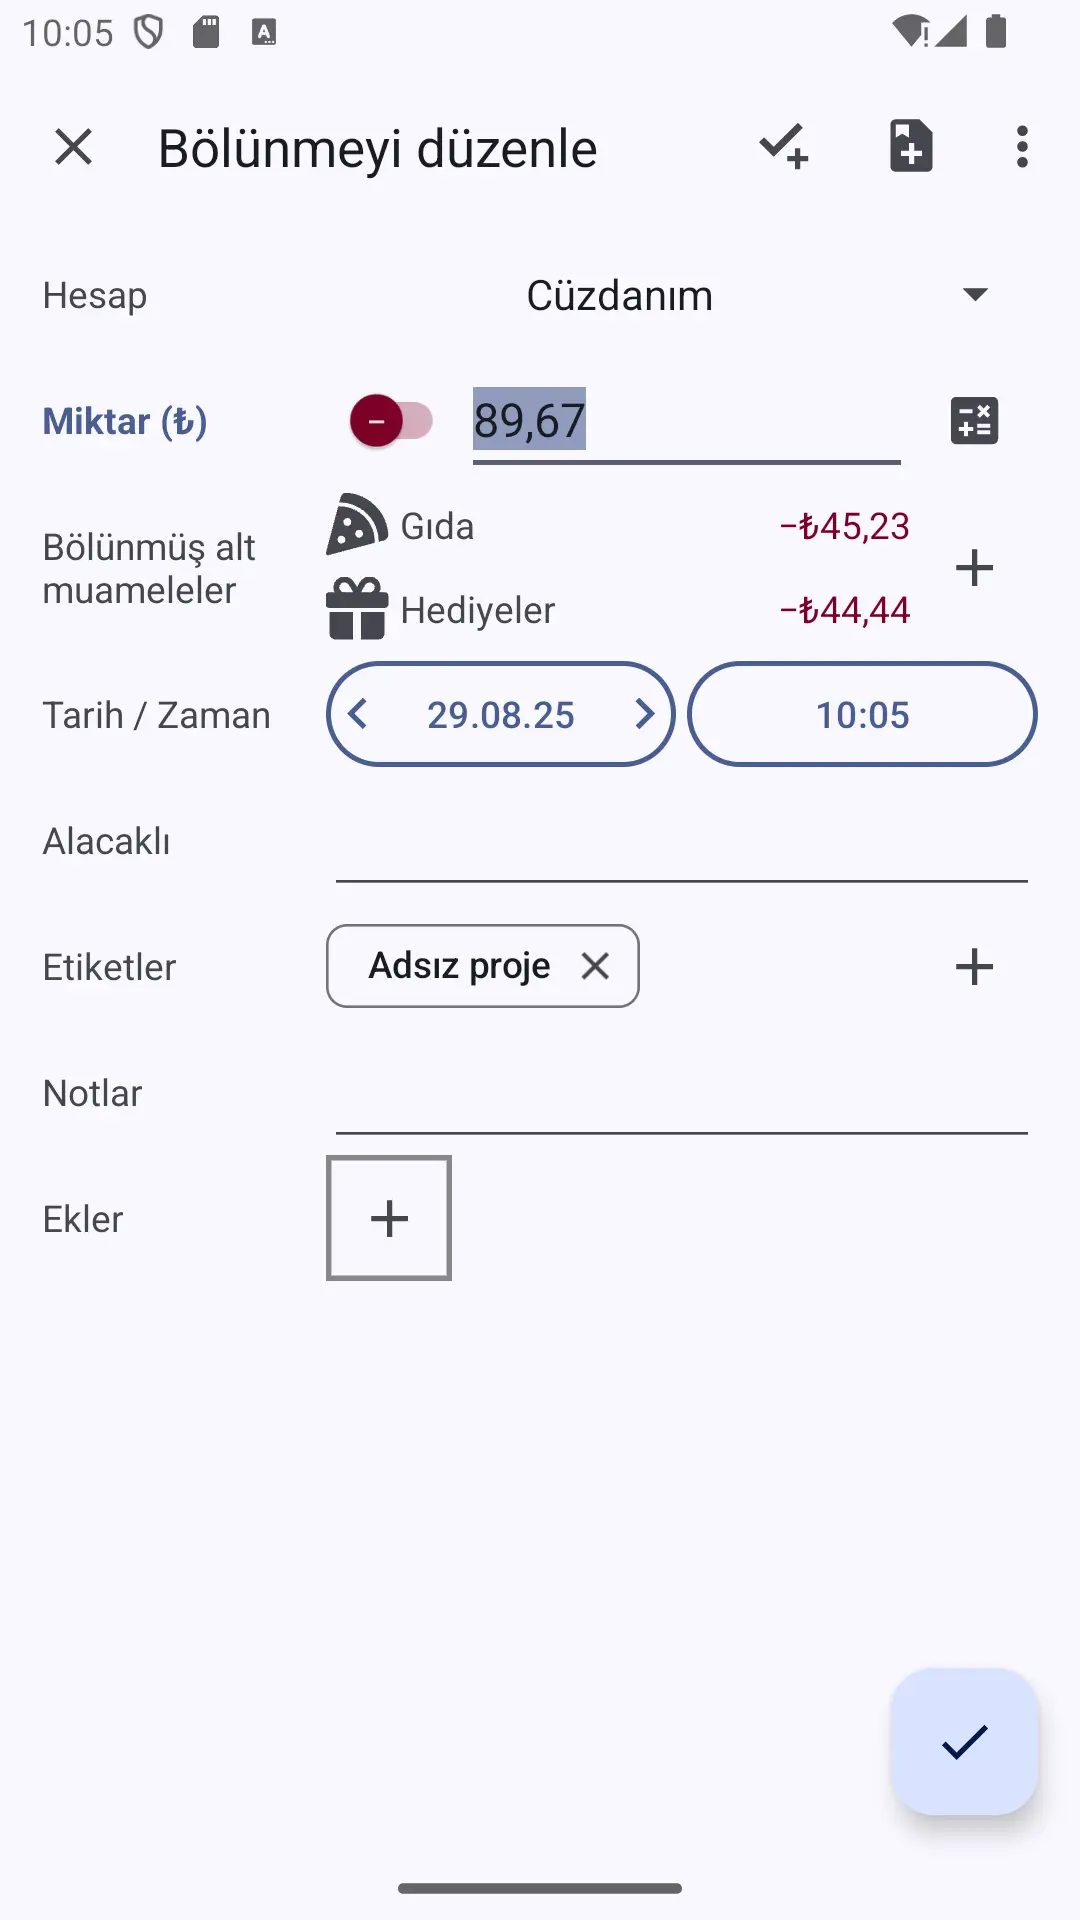 10:05
Bölünmeyi düzenle
Hesap
Cüzdanım
Miktar (₺)
89,67
Bölünmüş alt
muameleler
Gıda
−₺45,23
Hediyeler
−₺44,44
Tarih / Zaman
29.08.25
10:05
Alacaklı
Etiketler
Adsız proje
Notlar
Ekler